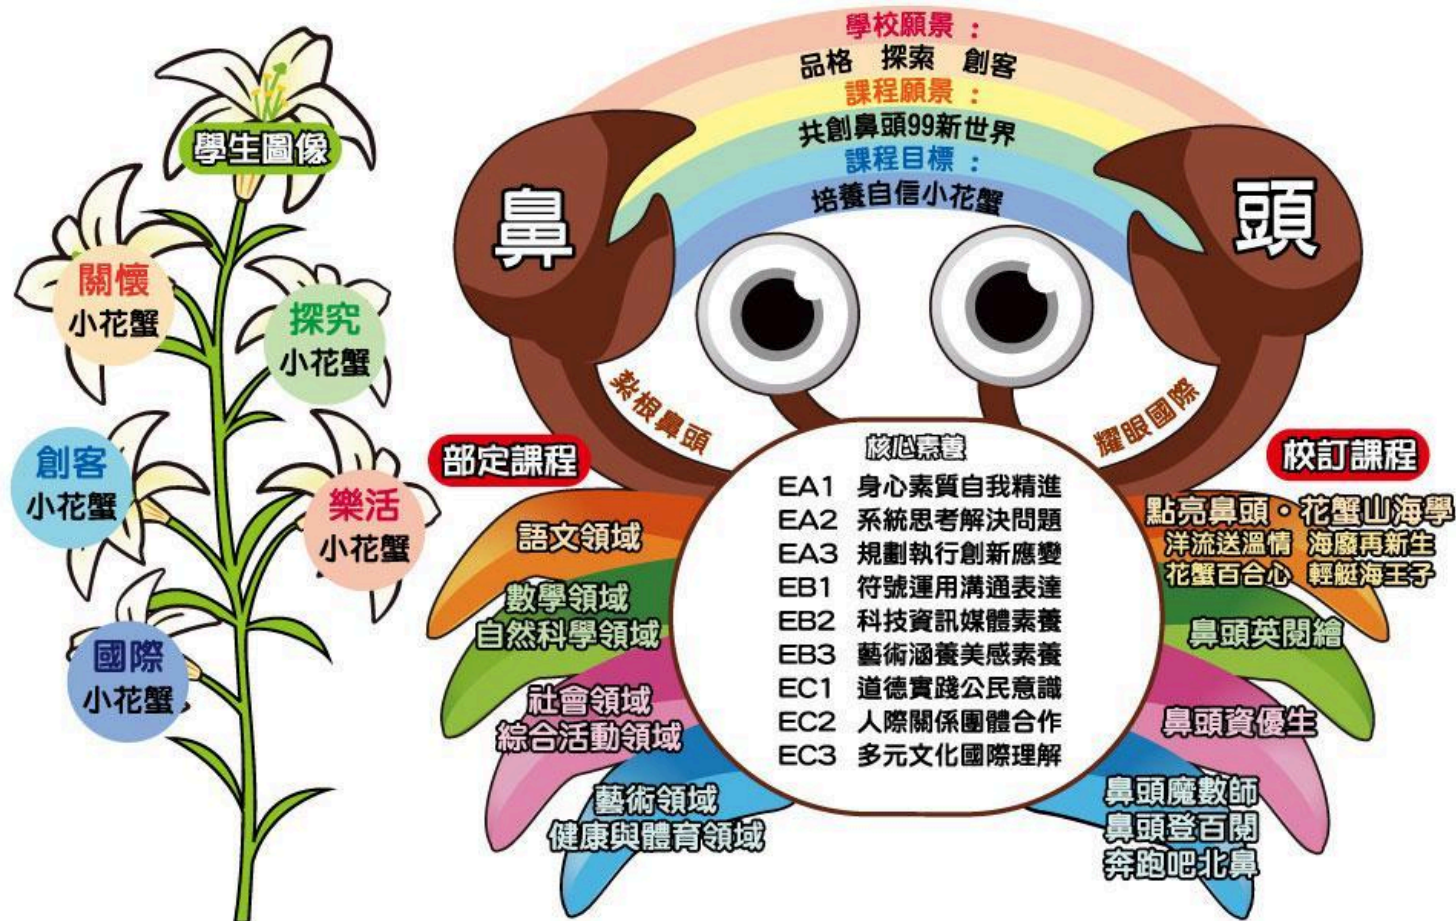 學生圖像
關懷
小花蟹
探究
小花蟹
創客
小花蟹
樂活
小花蟹
國際
小花蟹
學校願景：
品格 探索 創客
課程願景：
共創鼻頭99新世界
課程目標：
培養自信小花蟹
鼻
頭
紮根鼻頭
耀眼國際
部定課程
語文領域
數學領域
自然科學領域
社會領域
綜合活動領域
藝術領域
健康與體育領域
核心素養
EA1 身心素質自我精進
EA2 系統思考解決問題
EA3 規劃執行創新應變
EB1 符號運用溝通表達
EB2 科技資訊媒體素養
EB3 藝術涵養美感素養
EC1 道德實踐公民意識
EC2 人際關係團體合作
EC3 多元文化國際理解
校訂課程
點亮鼻頭・花蟹山海學
洋流送溫情 海廢再新生
花蟹百合心 輕艇海王子
鼻頭英閱繪
鼻頭資優生
鼻頭魔數師
鼻頭登百閱
奔跑吧北鼻